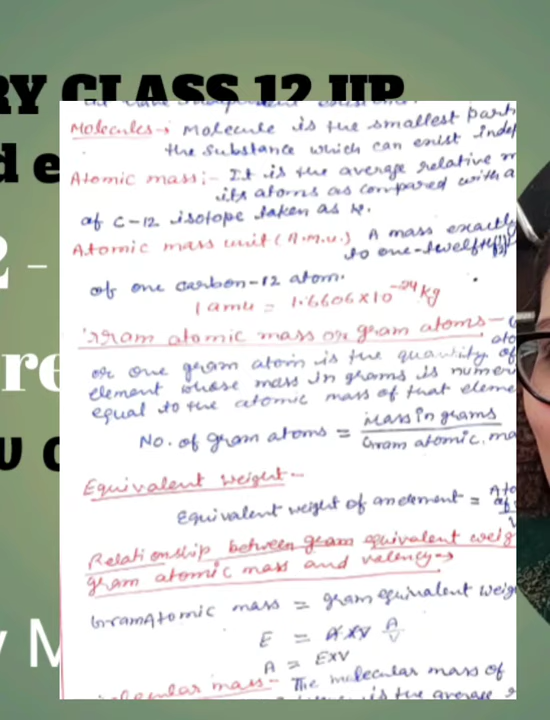 RY CLASS 12 UP
Molecules → Molecule is the smallest part
the substance which can exist inde
Atomic mass:- It is the average relative m
its atoms as compared with a
of C-12 isotope taken as 12.
Atomic mass unit (A.m.u.) A mass exactly
to one-twelfth
of one carbon-12 atom.
1 amu = 1.6606 x 10^-24 kg
Gram atomic mass or gram atoms -
or one gram atom is the quantity of
element whose mass in grams is numeri
equal to the atomic mass of that eleme
No. of gram atoms = Mass in grams
Gram atomic. ma
Equivalent weight -
Equivalent weight of an element = Ato
Relationship between gram equivalent weig
gram atomic mass and valency →
Gram Atomic mass = gram equivalent weig
E = A/V
A = E x V
molecular mass - The molecular mass of
is the average
d e
2 -
re
U C
y M